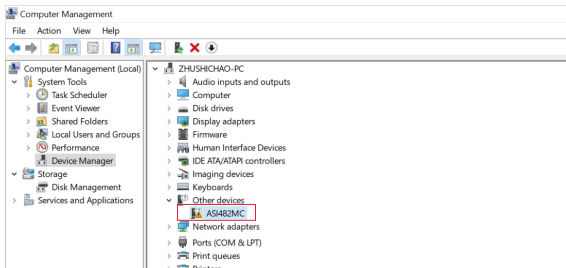 Computer Management
File Action View Help
Computer Management (Local)
System Tools
Task Scheduler
Event Viewer
Shared Folders
Local Users and Groups
Performance
Device Manager
Storage
Disk Management
Services and Applications
ZHUSHICHAO-PC
Audio inputs and outputs
Computer
Disk drives
Display adapters
Firmware
Human Interface Devices
IDE ATA/ATAPI controllers
Imaging devices
Keyboards
Other devices
ASI482MC
Network adapters
Ports (COM & LPT)
Print queues
Printers